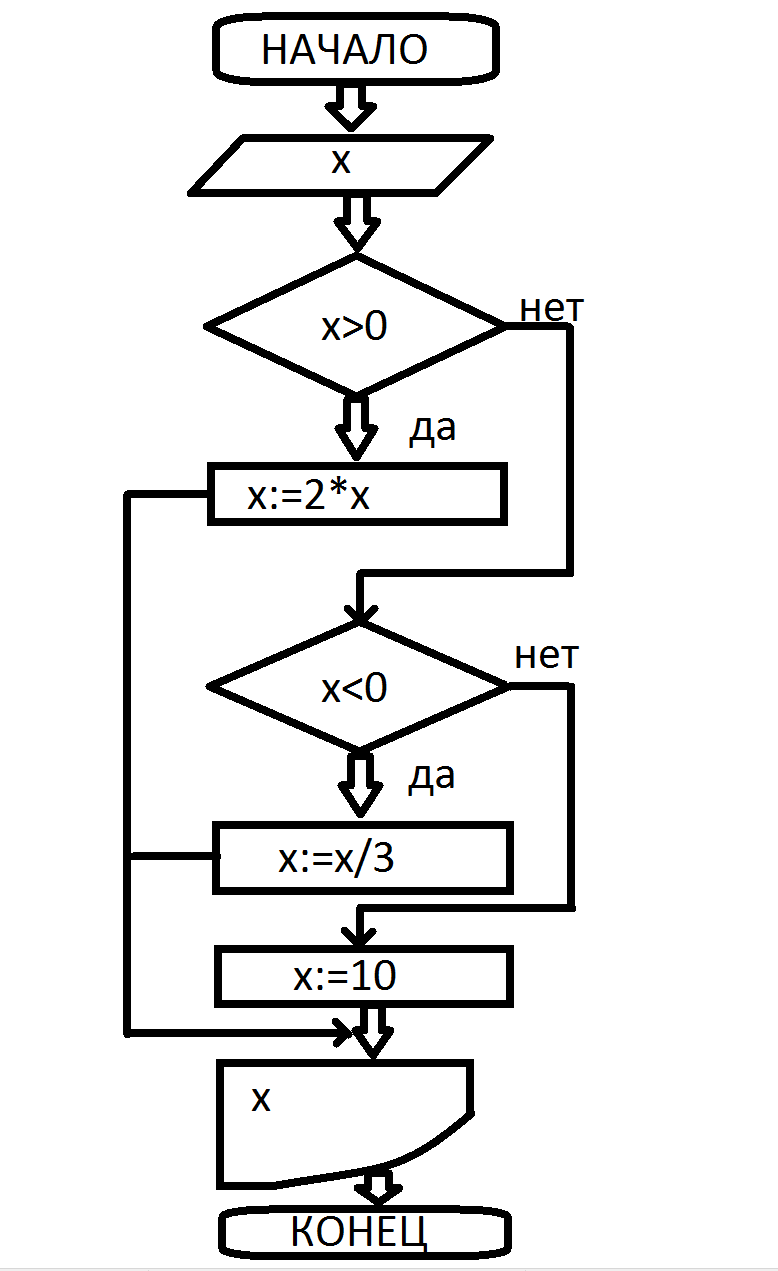 НАЧАЛО
x
x>0
нет
да
x:=2*x
нет
x<0
да
x:=x/3
x:=10
x
КОНЕЦ